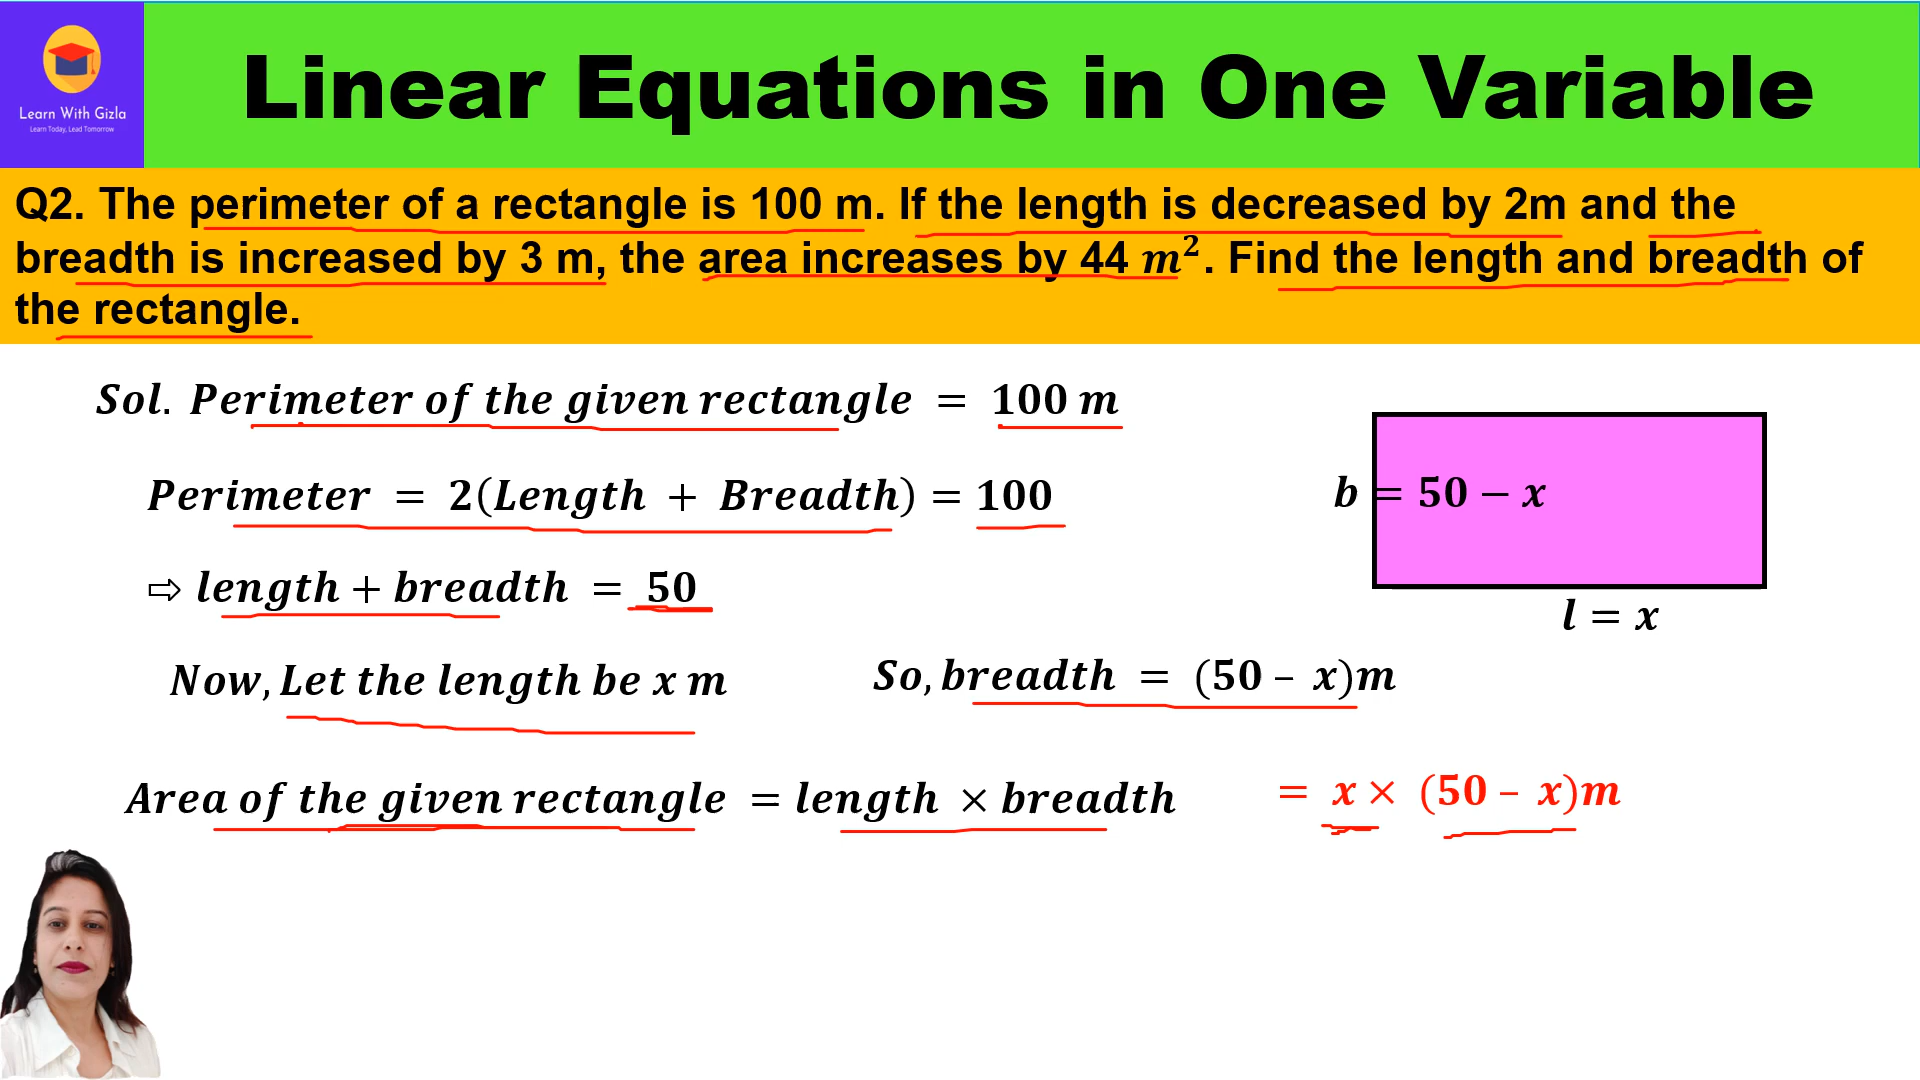 Learn With Gizla
Learn Today, Lead Tomorrow
Linear Equations in One Variable
Q2. The perimeter of a rectangle is 100 m. If the length is decreased by 2m and the
breadth is increased by 3 m, the area increases by 44 m². Find the length and breadth of
the rectangle.
Sol. Perimeter of the given rectangle = 100 m
Perimeter = 2(Length + Breadth) = 100
b = 50 − x
⇨ length + breadth = 50
l = x
Now, Let the length be x m
So, breadth = (50 – x)m
Area of the given rectangle = length × breadth
= x × (50 – x)m